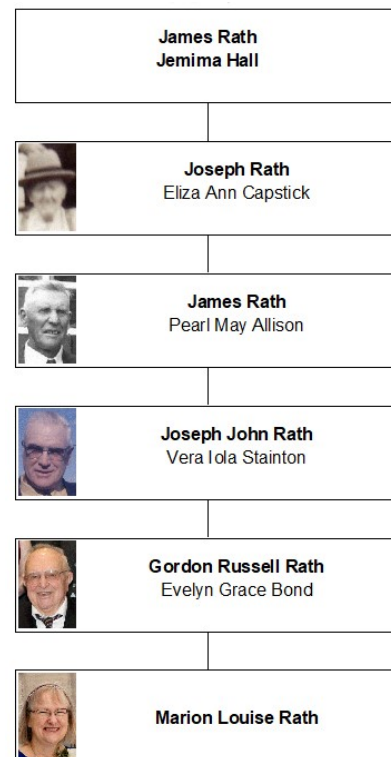 James Rath
Jemima Hall
Joseph Rath
Eliza Ann Capstick
James Rath
Pearl May Allison
Joseph John Rath
Vera Iola Stainton
Gordon Russell Rath
Evelyn Grace Bond
Marion Louise Rath